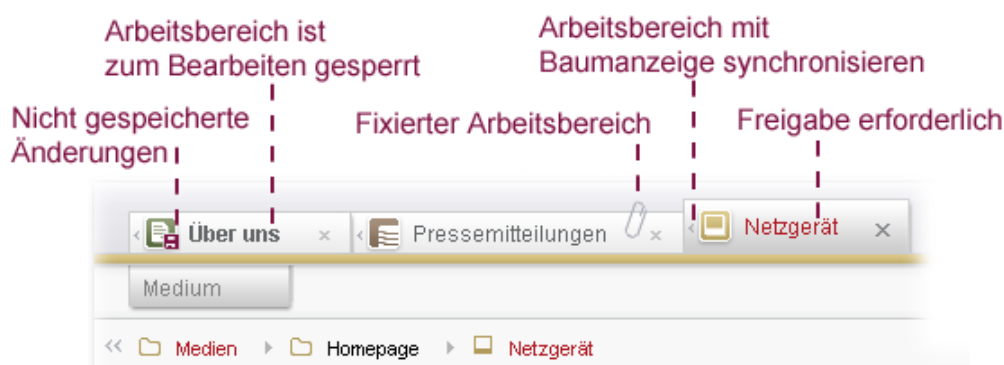 Arbeitsbereich ist
zum Bearbeiten gesperrt
Arbeitsbereich mit
Baumanzeige synchronisieren
Nicht gespeicherte
Änderungen
Fixierter Arbeitsbereich
Freigabe erforderlich
Über uns
Pressemitteilungen
Netzgerät
Medium
Medien
Homepage
Netzgerät